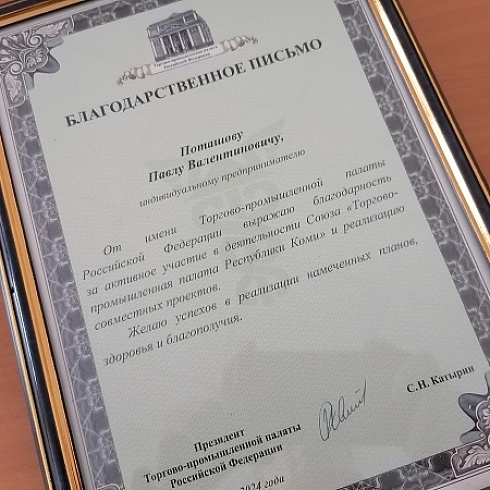 Торгово-промышленная палата
Российской Федерации
БЛАГОДАРСТВЕННОЕ ПИСЬМО
Поташову
Павлу Валентиновичу,
индивидуальному предпринимателю
От имени Торгово-промышленной палаты
Российской Федерации выражаю благодарность
за активное участие в деятельности Союза «Торгово-
промышленная палата Республики Коми» и реализацию
совместных проектов.
Желаю успехов в реализации намеченных планов,
здоровья и благополучия.
Президент
Торгово-промышленной палаты
Российской Федерации
С.Н. Катырин
2024 года